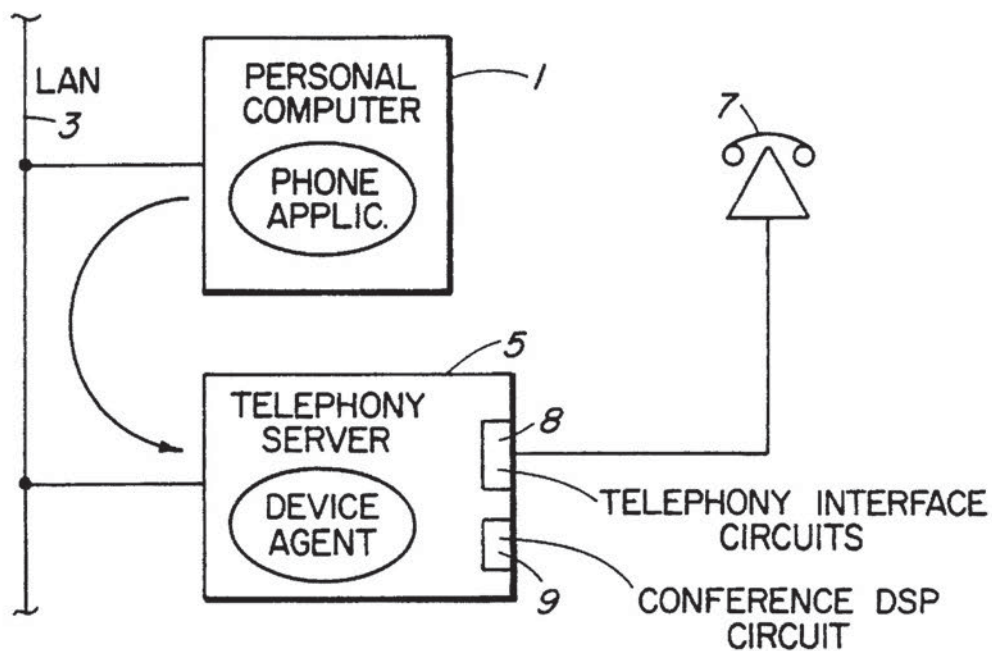 LAN
3
PERSONAL
COMPUTER
1
PHONE
APPLIC.
7
5
TELEPHONY
SERVER
8
DEVICE
AGENT
TELEPHONY INTERFACE
CIRCUITS
9
CONFERENCE DSP
CIRCUIT